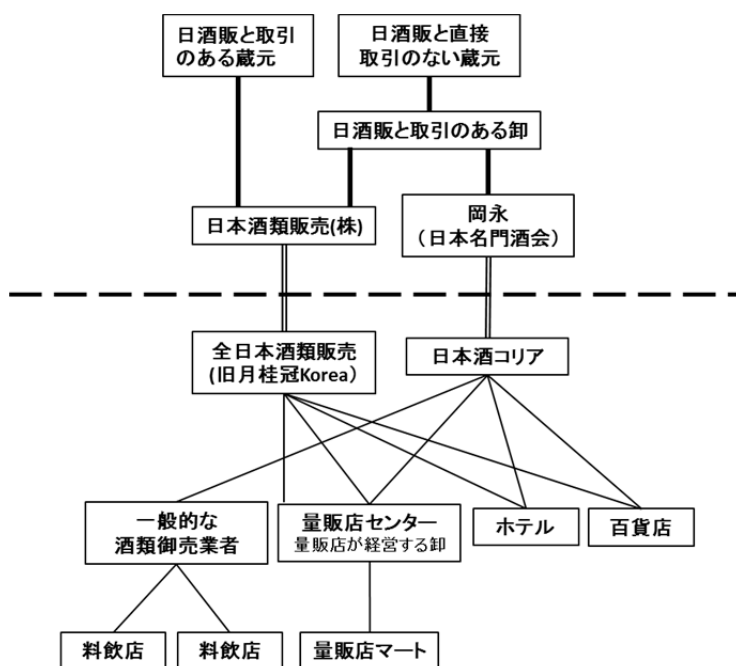 日酒販と取引
のある蔵元
日酒販と直接
取引のない蔵元
日酒販と取引のある卸
日本酒類販売(株)
岡永
（日本名門酒会）
全日本酒類販売
(旧月桂冠Korea）
日本酒コリア
一般的な
酒類御売業者
量販店センター
量販店が経営する卸
ホテル
百貨店
料飲店
料飲店
量販店マート